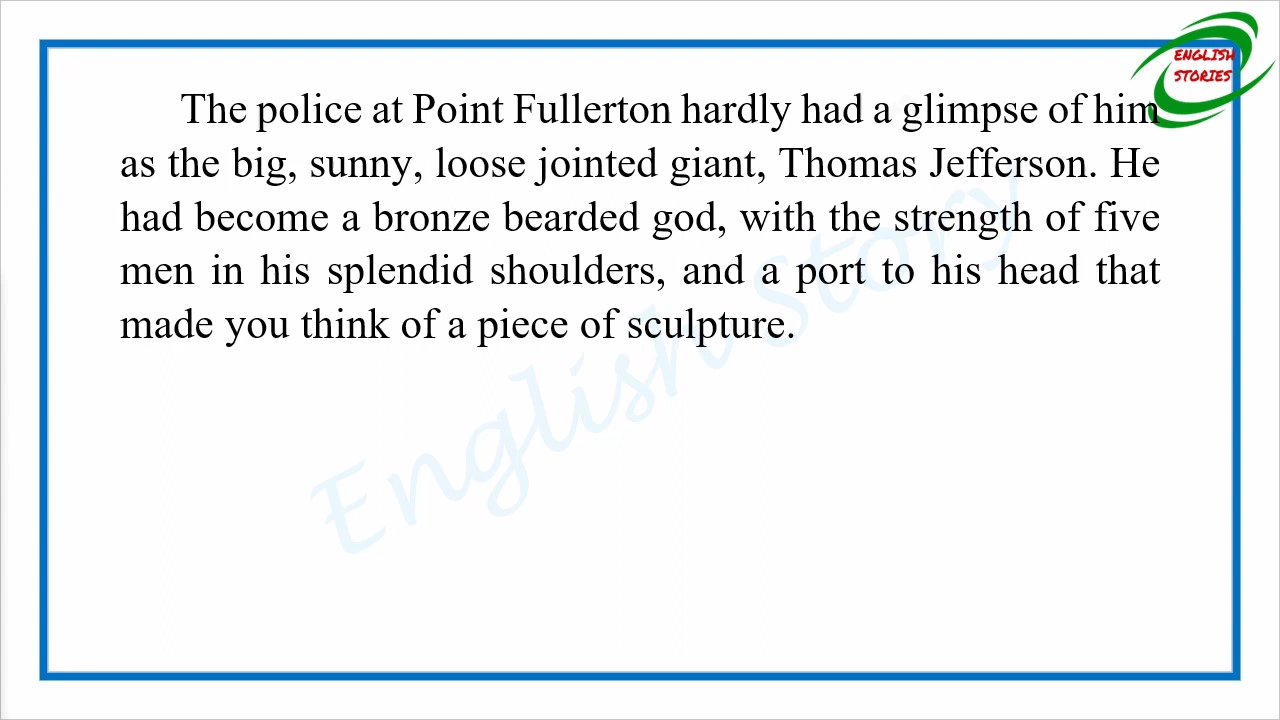 ENGLISH
STORIES
The police at Point Fullerton hardly had a glimpse of him
as the big, sunny, loose jointed giant, Thomas Jefferson. He
had become a bronze bearded god, with the strength of five
men in his splendid shoulders, and a port to his head that
made you think of a piece of sculpture.
English Story